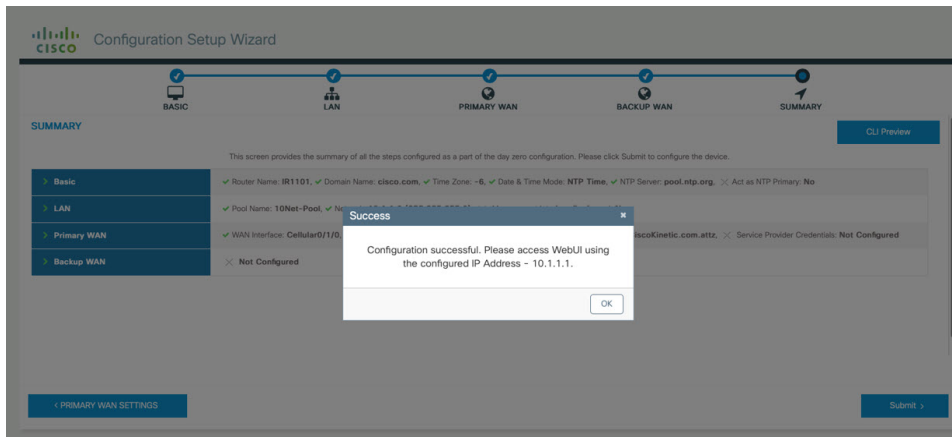 CISCO Configuration Setup Wizard
BASIC LAN PRIMARY WAN BACKUP WAN SUMMARY
SUMMARY
CLI Preview
This screen provides the summary of all the steps configured as a part of the day zero configuration. Please click Submit to configure the device.
> Basic ✓ Router Name: IR1101, ✓ Domain Name: cisco.com, ✓ Time Zone: -6, ✓ Date & Time Mode: NTP Time, ✓ NTP Server: pool.ntp.org, ✕ Act as NTP Primary: No
> LAN ✓ Pool Name: 10Net-Pool,
> Primary WAN ✓ WAN Interface: Cellular0/1/0, iscoKinetic.com.attz, ✕ Service Provider Credentials: Not Configured
> Backup WAN ✕ Not Configured
Success ×
Configuration successful. Please access WebUI using
the configured IP Address - 10.1.1.1.
OK
< PRIMARY WAN SETTINGS
Submit >